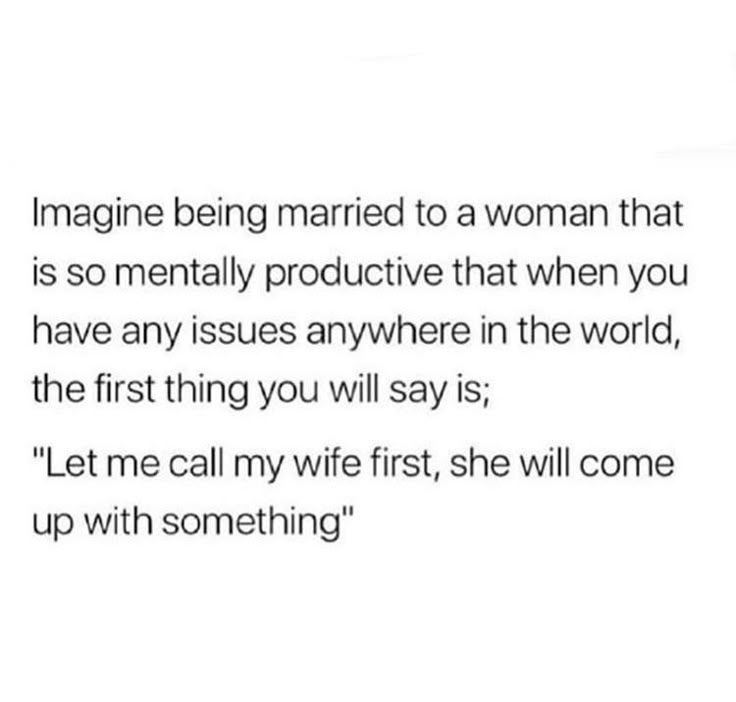 Imagine being married to a woman that
is so mentally productive that when you
have any issues anywhere in the world,
the first thing you will say is;
"Let me call my wife first, she will come
up with something"